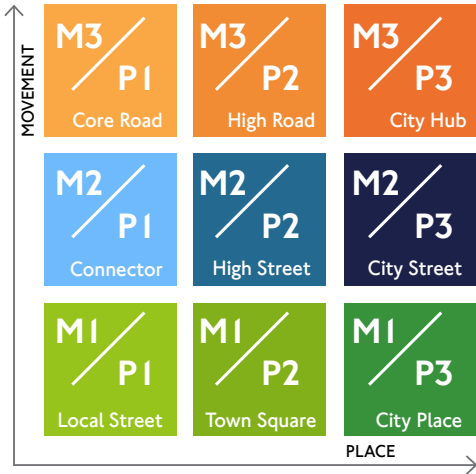 MOVEMENT
M3
P1
Core Road
M3
P2
High Road
M3
P3
City Hub
M2
P1
Connector
M2
P2
High Street
M2
P3
City Street
M1
P1
Local Street
M1
P2
Town Square
M1
P3
City Place
PLACE